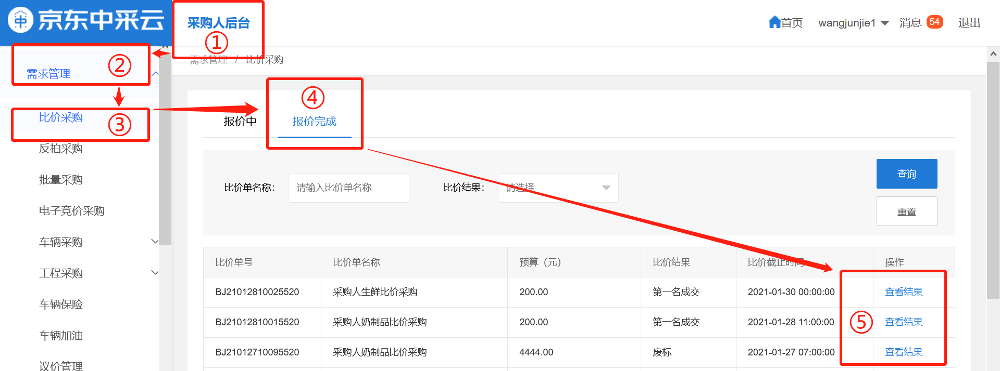 京东中采云
采购人后台
①
首页 wangjunjie1 消息 54 退出
需求管理 / 比价采购
②
需求管理
③
比价采购
反拍采购
批量采购
电子竞价采购
车辆采购
工程采购
车辆保险
车辆加油
议价管理
④
报价中 报价完成
比价单名称: 请输入比价单名称 比价结果: 请选择
查询
重置
比价单号 比价单名称 预算（元） 比价结果 比价截止时间 操作
BJ21012810025520 采购人生鲜比价采购 200.00 第一名成交 2021-01-30 00:00:00 查看结果
BJ21012810015520 采购人奶制品比价采购 200.00 第一名成交 2021-01-28 11:00:00 ⑤ 查看结果
BJ21012710095520 采购人奶制品比价采购 4444.00 废标 2021-01-27 07:00:00 查看结果